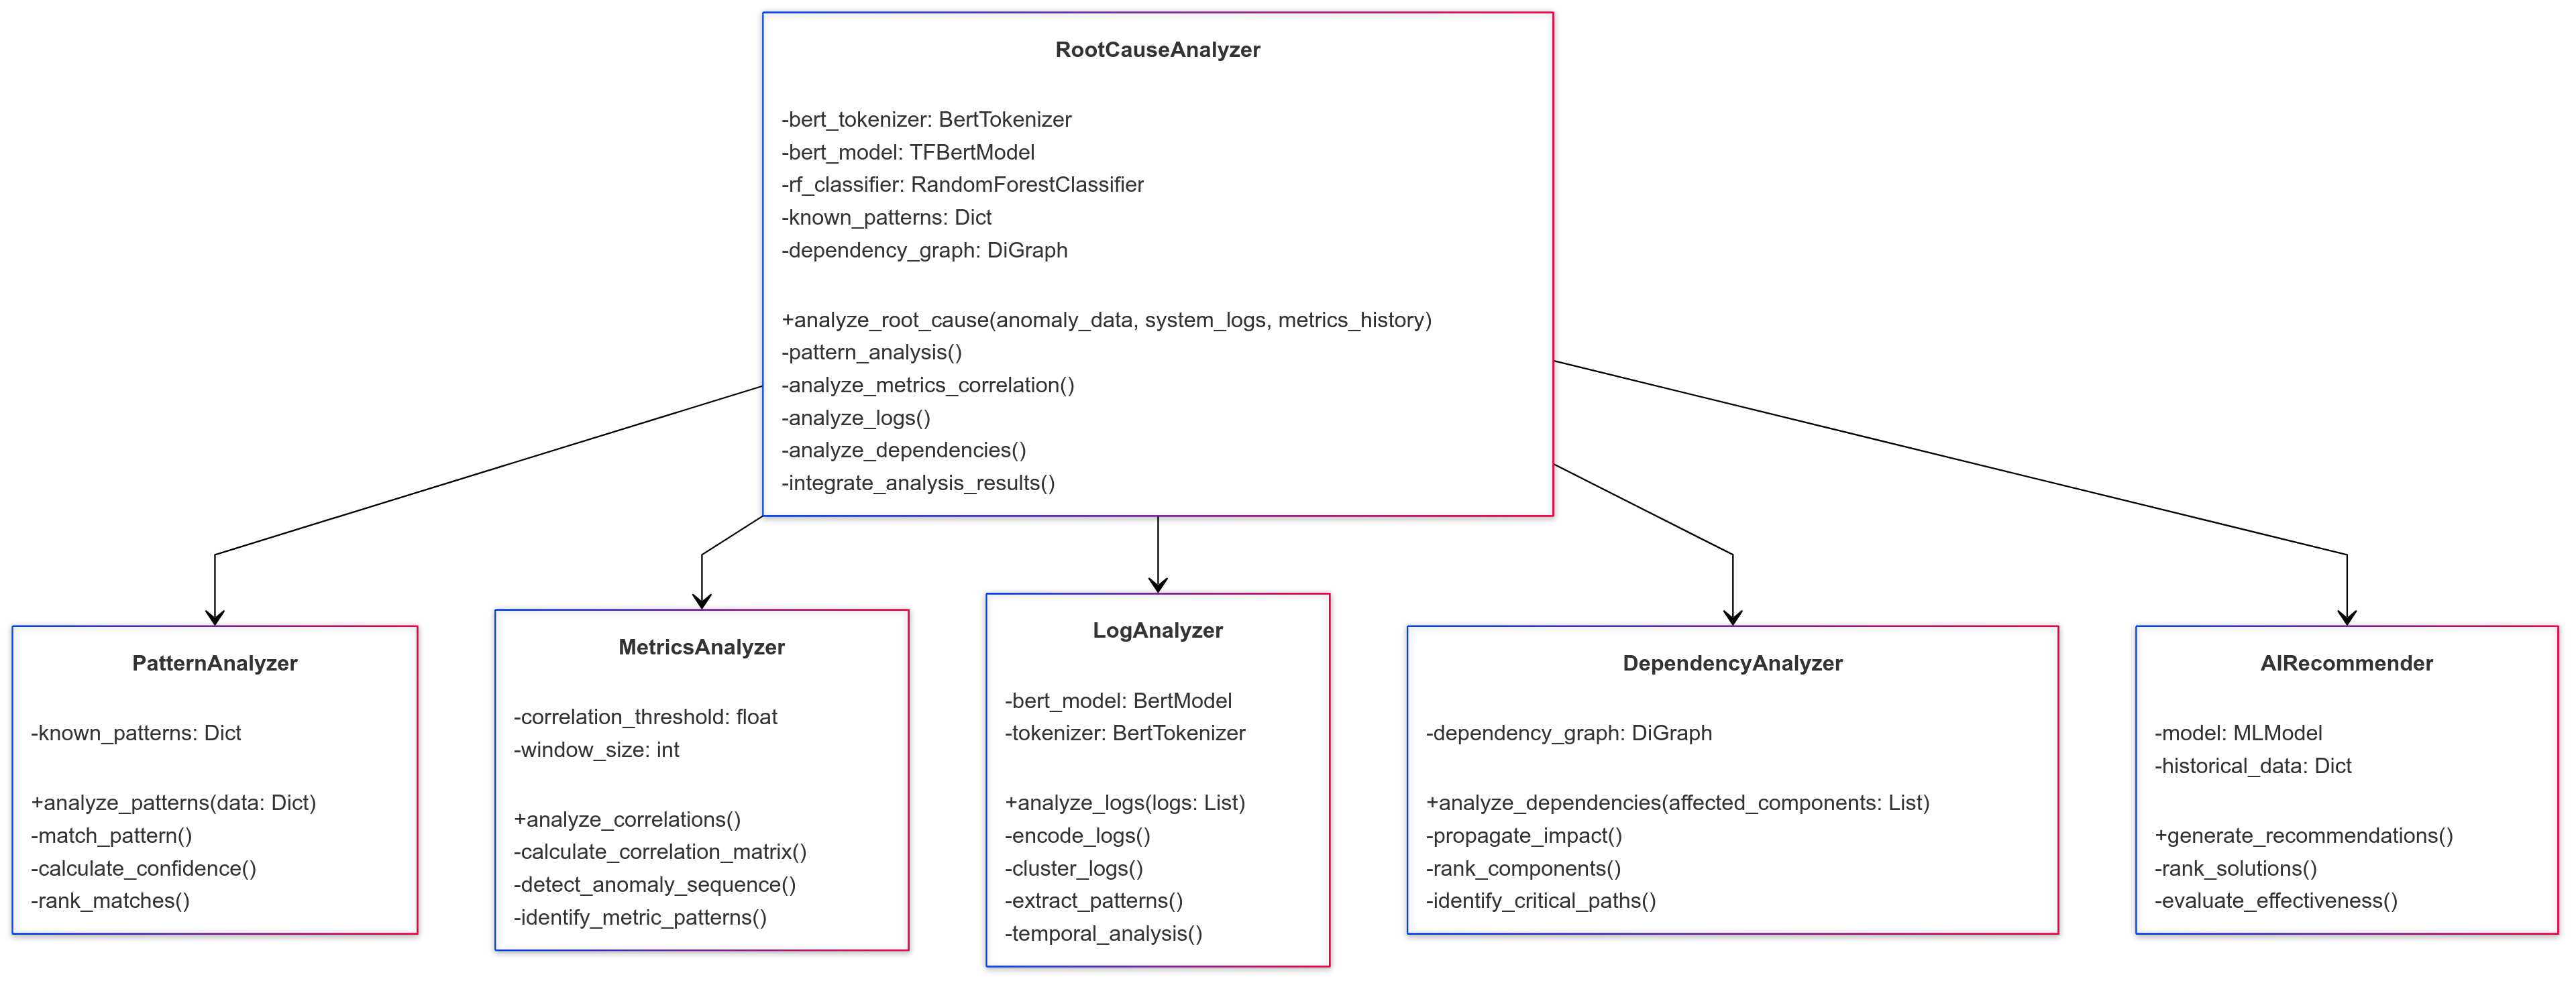 RootCauseAnalyzer
-bert_tokenizer: BertTokenizer
-bert_model: TFBertModel
-rf_classifier: RandomForestClassifier
-known_patterns: Dict
-dependency_graph: DiGraph
+analyze_root_cause(anomaly_data, system_logs, metrics_history)
-pattern_analysis()
-analyze_metrics_correlation()
-analyze_logs()
-analyze_dependencies()
-integrate_analysis_results()
PatternAnalyzer
-known_patterns: Dict
+analyze_patterns(data: Dict)
-match_pattern()
-calculate_confidence()
-rank_matches()
MetricsAnalyzer
-correlation_threshold: float
-window_size: int
+analyze_correlations()
-calculate_correlation_matrix()
-detect_anomaly_sequence()
-identify_metric_patterns()
LogAnalyzer
-bert_model: BertModel
-tokenizer: BertTokenizer
+analyze_logs(logs: List)
-encode_logs()
-cluster_logs()
-extract_patterns()
-temporal_analysis()
DependencyAnalyzer
-dependency_graph: DiGraph
+analyze_dependencies(affected_components: List)
-propagate_impact()
-rank_components()
-identify_critical_paths()
AIRecommender
-model: MLModel
-historical_data: Dict
+generate_recommendations()
-rank_solutions()
-evaluate_effectiveness()